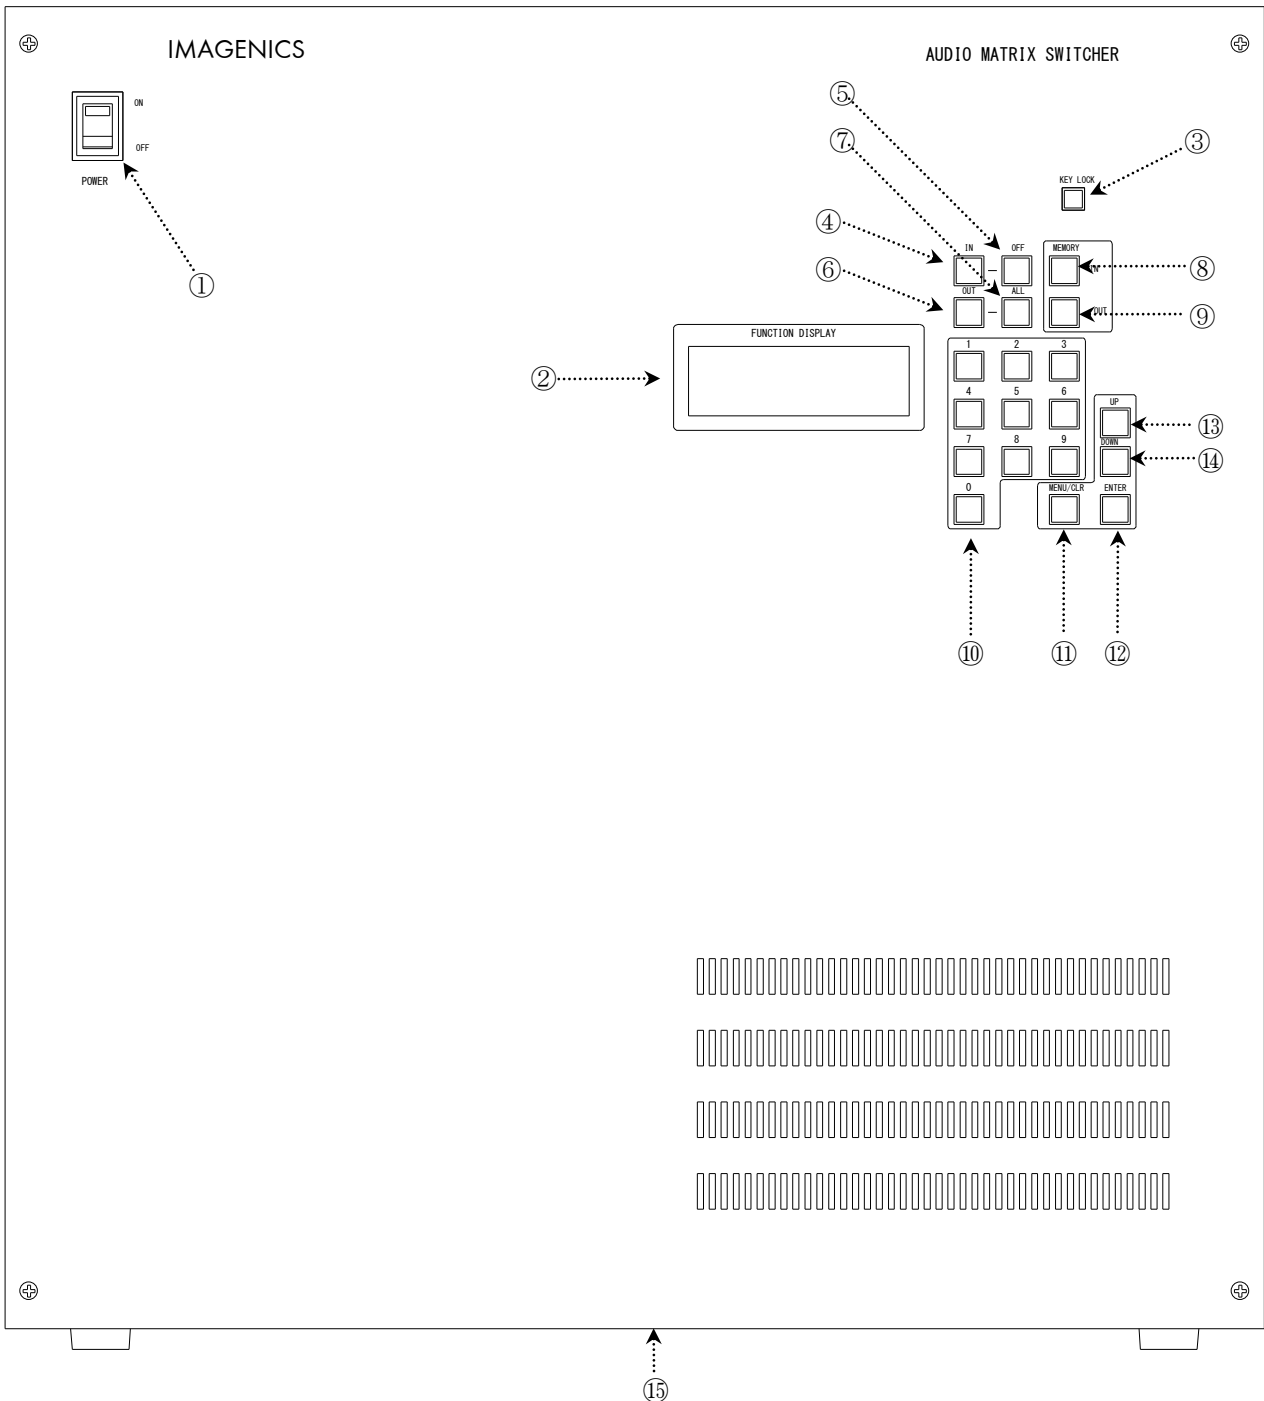 IMAGENICS
AUDIO MATRIX SWITCHER
ON
OFF
POWER
①
②
FUNCTION DISPLAY
⑤
⑦
③
KEY LOCK
④
⑥
IN OFF
OUT ALL
MEMORY
IN
OUT
⑧
⑨
1 2 3
4 5 6
7 8 9
0
UP
DOWN
MENU/CLR ENTER
⑬
⑭
⑩ ⑪ ⑫
⑮